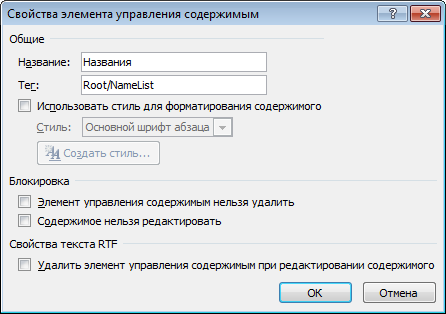 Свойства элемента управления содержимым
Общие
Название: Названия
Тег: Root/NameList
Использовать стиль для форматирования содержимого
Стиль: Основной шрифт абзаца
Создать стиль...
Блокировка
Элемент управления содержимым нельзя удалить
Содержимое нельзя редактировать
Свойства текста RTF
Удалить элемент управления содержимым при редактировании содержимого
ОК Отмена